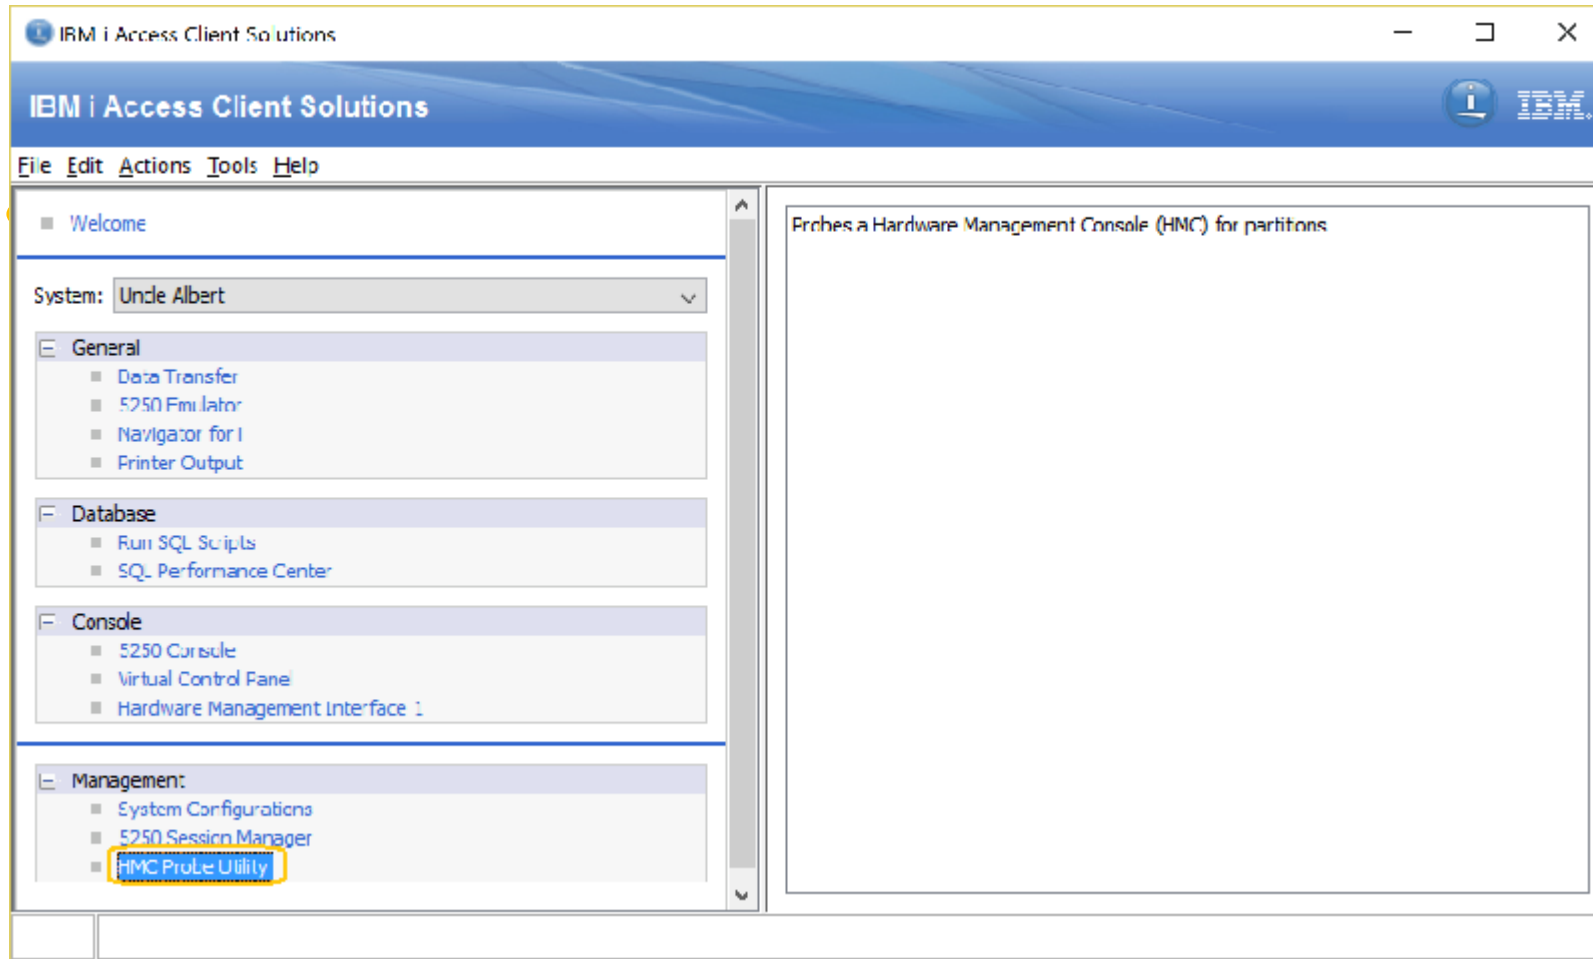 IBM i Access Client Solutions
IBM i Access Client Solutions
IBM
File Edit Actions Tools Help
Welcome
System: Uncle Albert
General
Data Transfer
5250 Emulator
Navigator for i
Printer Output
Database
Run SQL Scripts
SQL Performance Center
Console
5250 Console
Virtual Control Panel
Hardware Management Interface 1
Management
System Configurations
5250 Session Manager
HMC Probe Utility
Probes a Hardware Management Console (HMC) for partitions